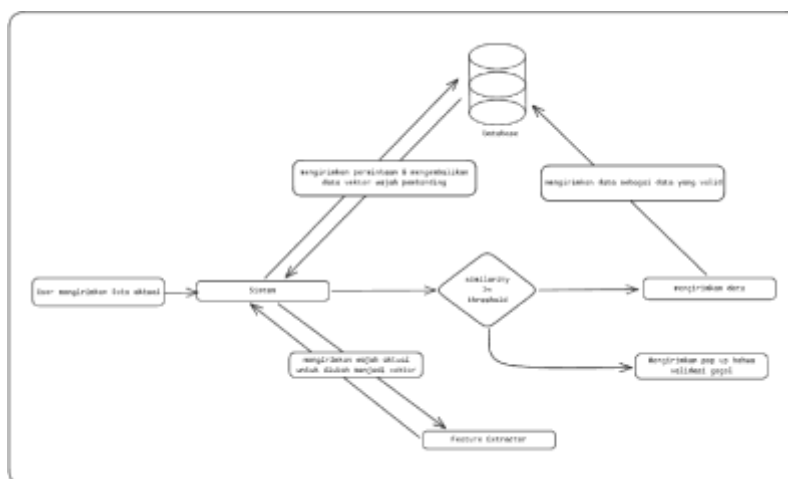 Database
mengirimkan permintaan & mengembalikan
data vektor wajah pembanding
mengirimkan data sebagai data yang valid
User mengirimkan foto aktual
Sistem
similarity
>=
threshold
mengirimkan data
mengirimkan wajah aktual
untuk diubah menjadi vektor
Mengirimkan pop up bahwa
validasi gagal
Feature Extractor